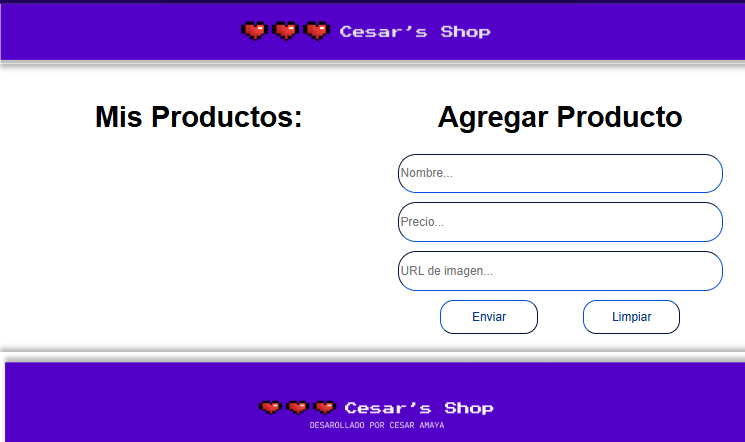 Cesar's Shop
Mis Productos:
Agregar Producto
Nombre...
Precio...
URL de imagen...
Enviar
Limpiar
Cesar's Shop
DESAROLLADO POR CESAR AMAYA